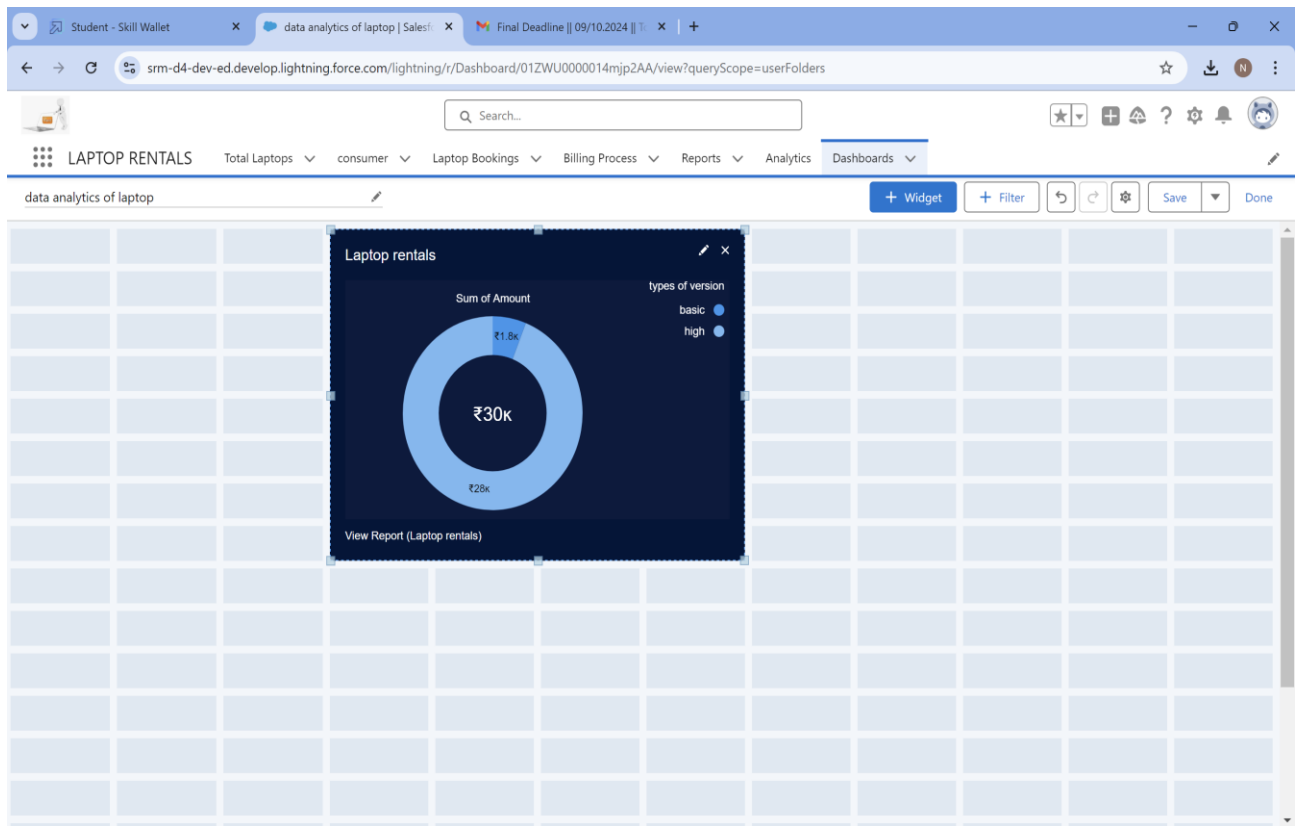 Student - Skill Wallet
data analytics of laptop | Salesf
Final Deadline || 09/10.2024 || Te
srm-d4-dev-ed.develop.lightning.force.com/lightning/r/Dashboard/01ZWU0000014mjp2AA/view?queryScope=userFolders
N
Search...
LAPTOP RENTALS
Total Laptops
consumer
Laptop Bookings
Billing Process
Reports
Analytics
Dashboards
data analytics of laptop
+ Widget
+ Filter
Save
Done
Laptop rentals
types of version
Sum of Amount
basic
high
₹1.8K
₹30K
₹28K
View Report (Laptop rentals)